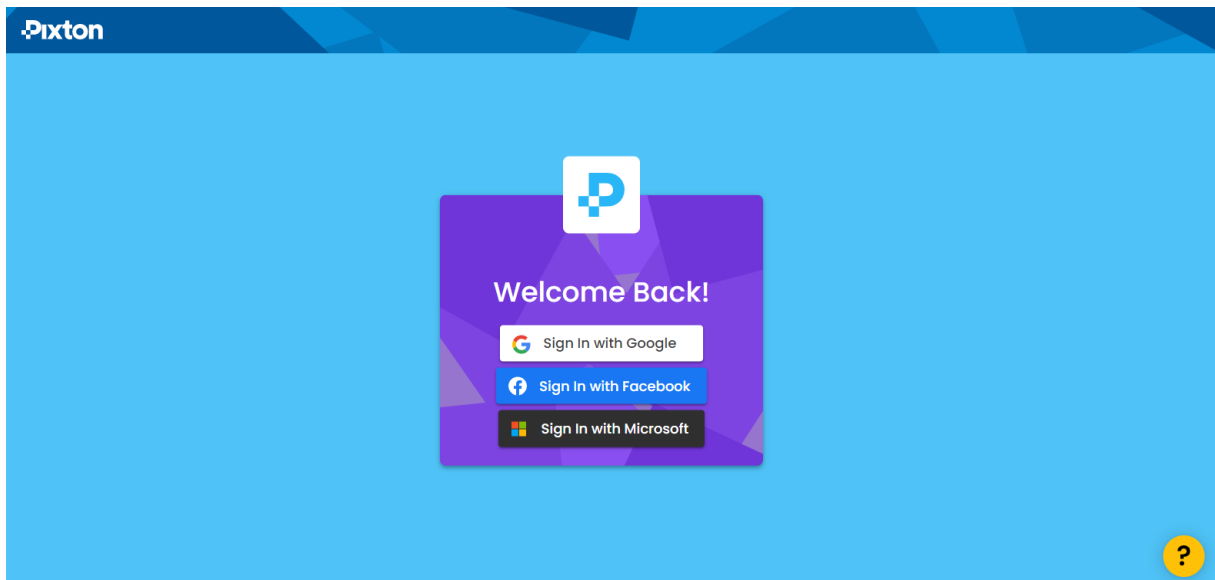 Pixton
P
Welcome Back!
Sign In with Google
Sign In with Facebook
Sign In with Microsoft
?